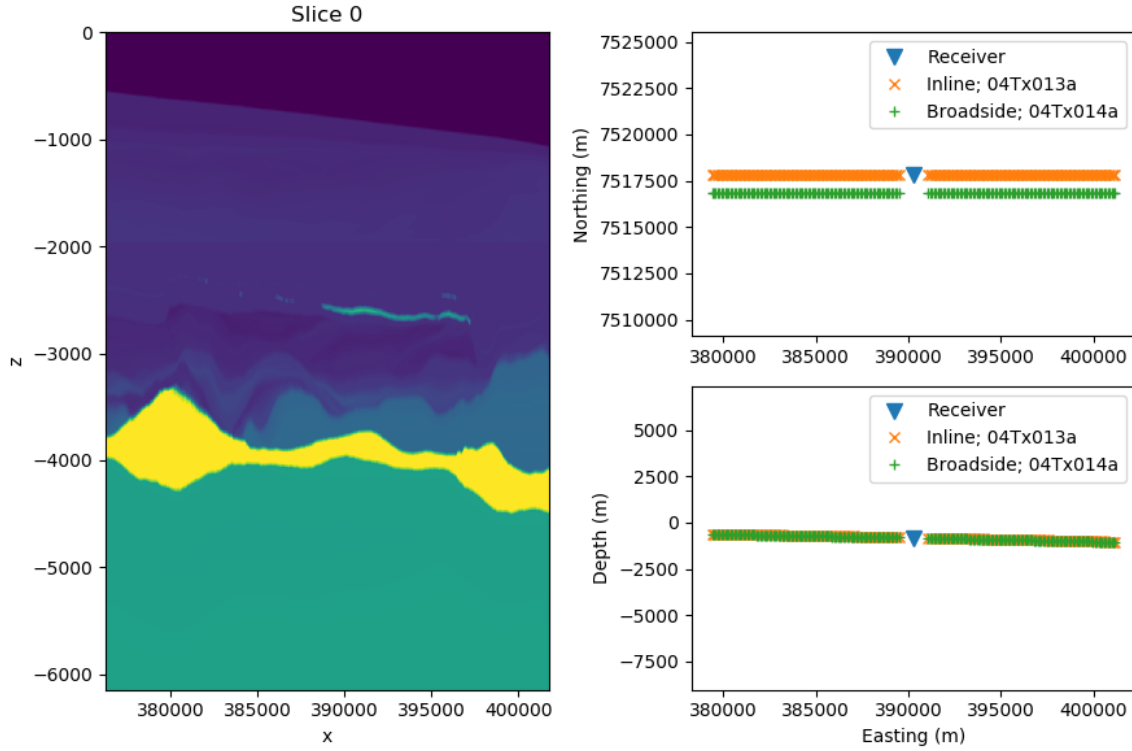 Slice 0
0
−1000
−2000
−3000
−4000
−5000
−6000
z
380000 385000 390000 395000 400000
x
7525000
7522500
7520000
7517500
7515000
7512500
7510000
Northing (m)
Receiver
Inline; 04Tx013a
Broadside; 04Tx014a
380000 385000 390000 395000 400000
5000
2500
0
−2500
−5000
−7500
Depth (m)
Receiver
Inline; 04Tx013a
Broadside; 04Tx014a
380000 385000 390000 395000 400000
Easting (m)